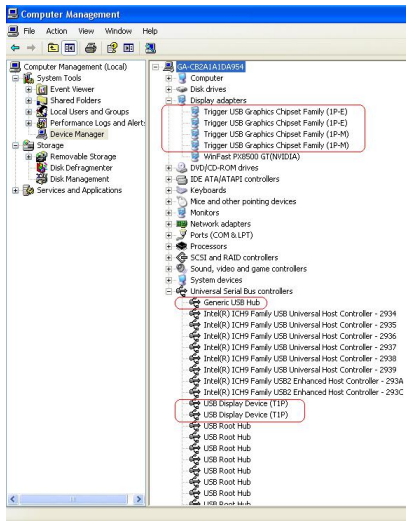 Computer Management
File Action View Window Help
Computer Management (Local)
System Tools
Event Viewer
Shared Folders
Local Users and Groups
Performance Logs and Alert:
Device Manager
Storage
Removable Storage
Disk Defragmenter
Disk Management
Services and Applications
GA-CB2A1A1DA954
Computer
Disk drives
Display adapters
Trigger USB Graphics Chipset Family (1P-E)
Trigger USB Graphics Chipset Family (1P-E)
Trigger USB Graphics Chipset Family (1P-M)
Trigger USB Graphics Chipset Family (1P-M)
WinFast PX8500 GT(NVIDIA)
DVD/CD-ROM drives
IDE ATA/ATAPI controllers
Keyboards
Mice and other pointing devices
Monitors
Network adapters
Ports (COM & LPT)
Processors
SCSI and RAID controllers
Sound, video and game controllers
System devices
Universal Serial Bus controllers
Generic USB Hub
Intel(R) ICH9 Family USB Universal Host Controller - 2934
Intel(R) ICH9 Family USB Universal Host Controller - 2935
Intel(R) ICH9 Family USB Universal Host Controller - 2936
Intel(R) ICH9 Family USB Universal Host Controller - 2937
Intel(R) ICH9 Family USB Universal Host Controller - 2938
Intel(R) ICH9 Family USB Universal Host Controller - 2939
Intel(R) ICH9 Family USB2 Enhanced Host Controller - 293A
Intel(R) ICH9 Family USB2 Enhanced Host Controller - 293C
USB Display Device (T1P)
USB Display Device (T1P)
USB Root Hub
USB Root Hub
USB Root Hub
USB Root Hub
USB Root Hub
USB Root Hub
USB Root Hub
USB Root Hub